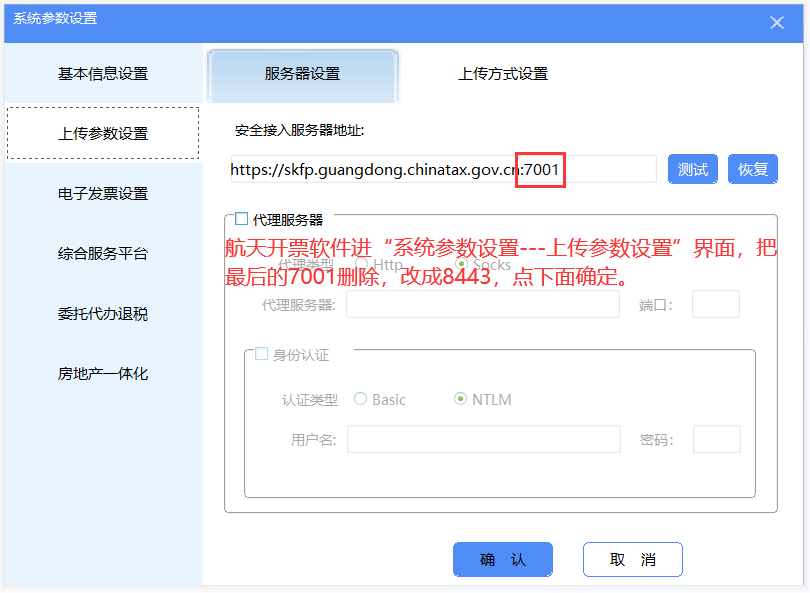 系统参数设置
基本信息设置
服务器设置
上传方式设置
上传参数设置
安全接入服务器地址:
https://skfp.guangdong.chinatax.gov.cn:7001
测试
恢复
电子发票设置
代理服务器
航天开票软件进“系统参数设置---上传参数设置”界面，把
最后的7001删除，改成8443，点下面确定。
综合服务平台
代理类型 Http Socks
代理服务器:
端口：
委托代办退税
身份认证
房地产一体化
认证类型 Basic NTLM
用户名:
密码：
确 认
取 消